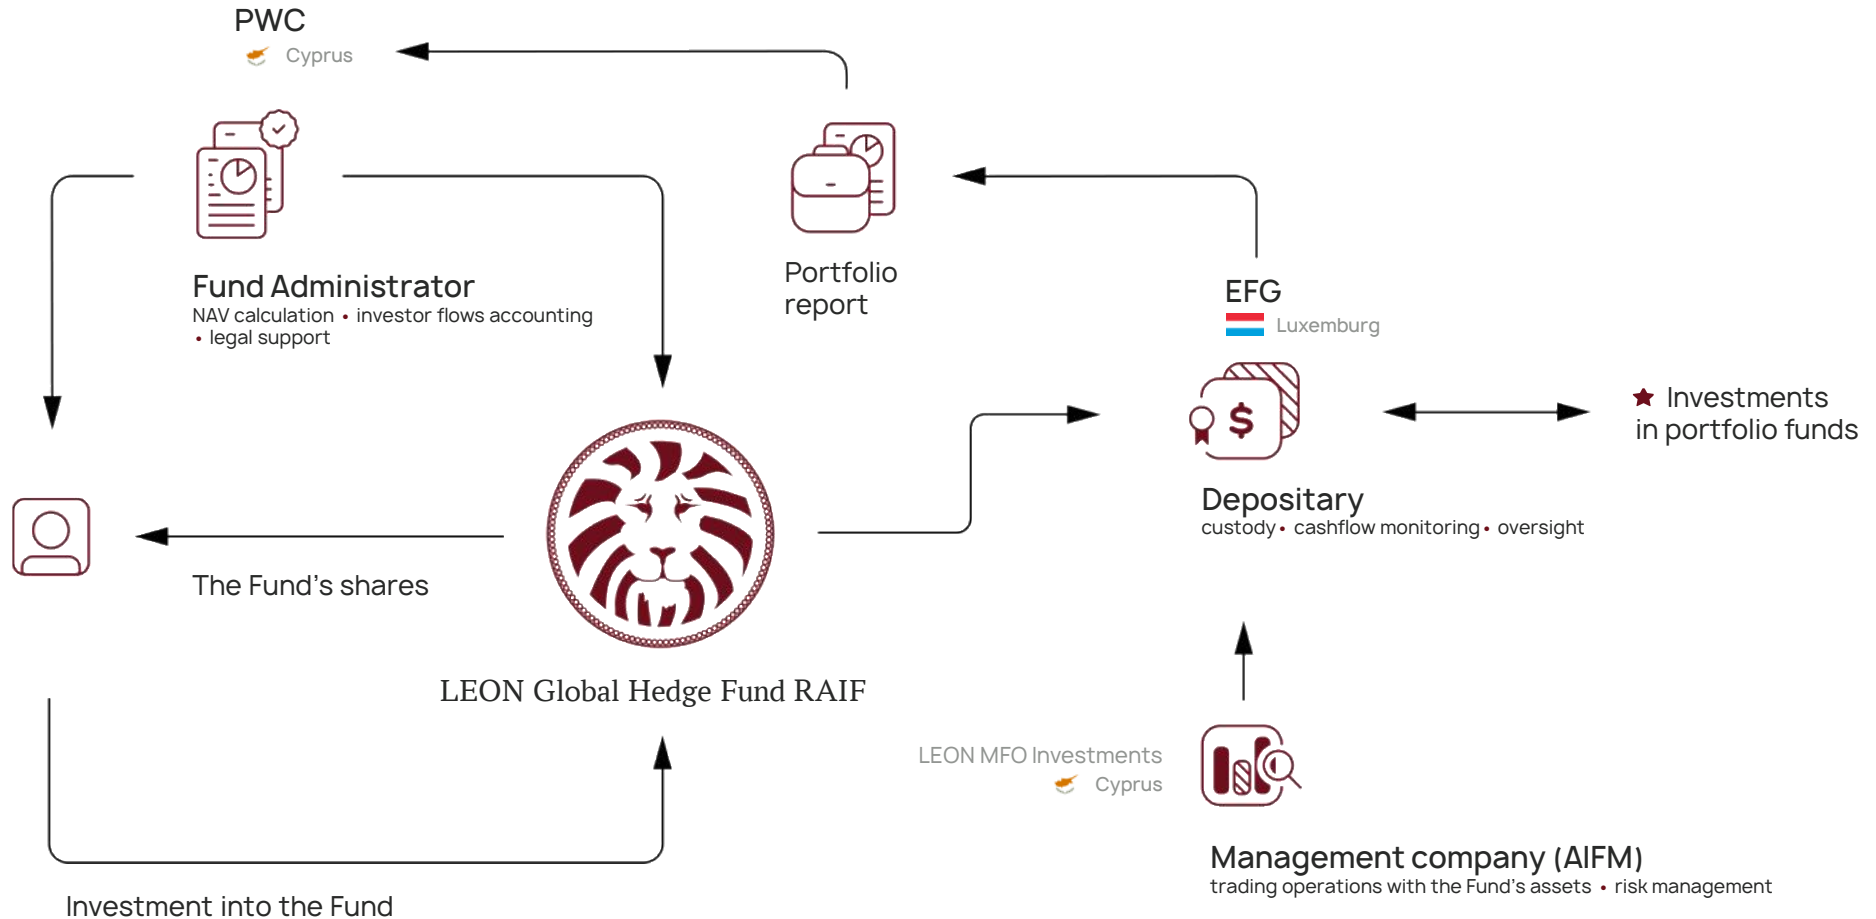 PWC
Cyprus
Fund Administrator
NAV calculation • investor flows accounting
• legal support
Portfolio
report
EFG
Luxemburg
★ Investments
in portfolio funds
$
Depositary
custody • cashflow monitoring • oversight
The Fund's shares
LEON Global Hedge Fund RAIF
LEON MFO Investments
Cyprus
Management company (AIFM)
trading operations with the Fund's assets • risk management
Investment into the Fund